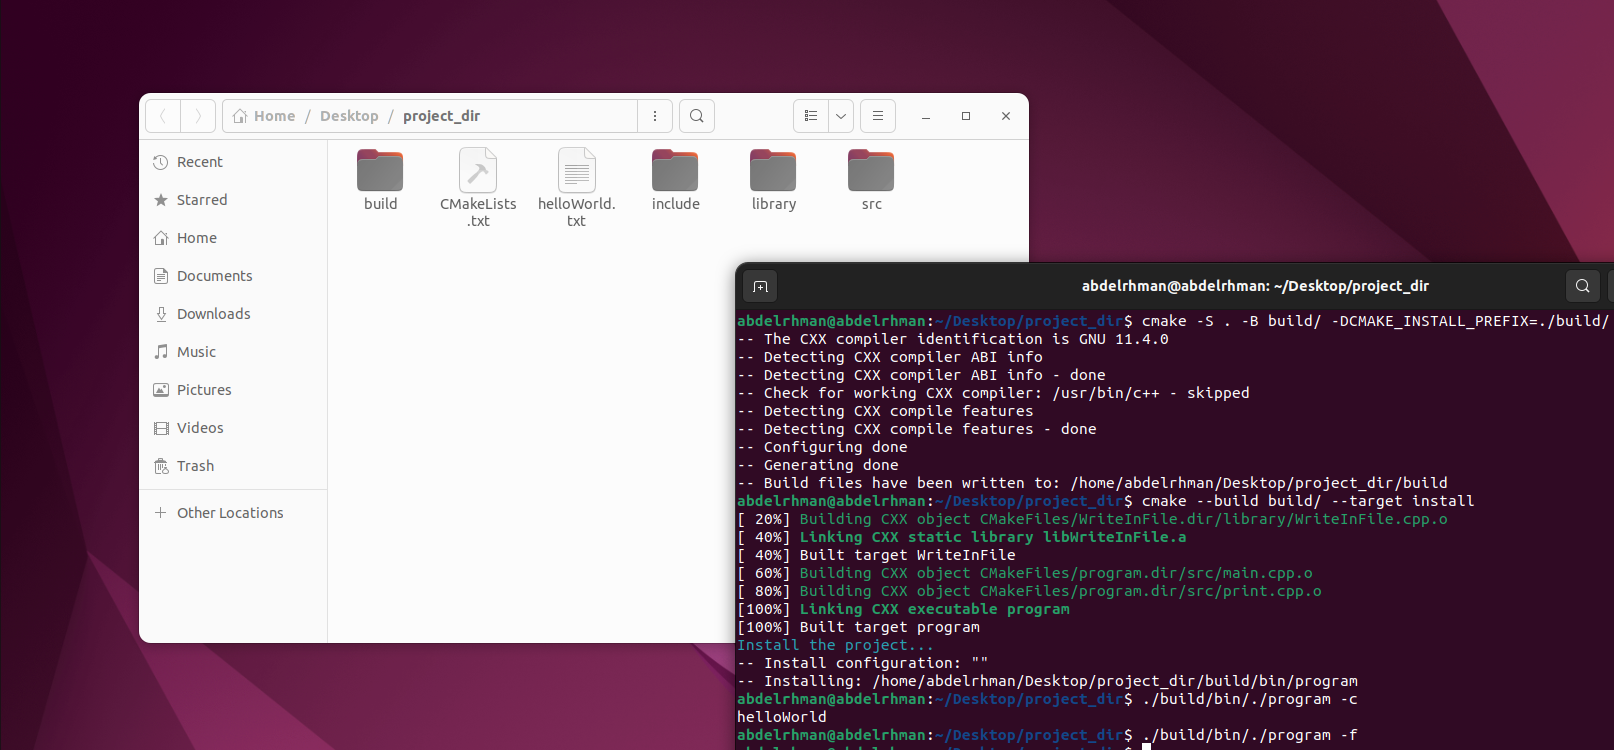 Home / Desktop / project_dir
Recent
Starred
Home
Documents
Downloads
Music
Pictures
Videos
Trash
Other Locations
build
CMakeLists
.txt
helloWorld.
txt
include
library
src
abdelrhman@abdelrhman: ~/Desktop/project_dir
abdelrhman@abdelrhman:~/Desktop/project_dir$ cmake -S . -B build/ -DCMAKE_INSTALL_PREFIX=./build/
-- The CXX compiler identification is GNU 11.4.0
-- Detecting CXX compiler ABI info
-- Detecting CXX compiler ABI info - done
-- Check for working CXX compiler: /usr/bin/c++ - skipped
-- Detecting CXX compile features
-- Detecting CXX compile features - done
-- Configuring done
-- Generating done
-- Build files have been written to: /home/abdelrhman/Desktop/project_dir/build
abdelrhman@abdelrhman:~/Desktop/project_dir$ cmake --build build/ --target install
[ 20%] Building CXX object CMakeFiles/WriteInFile.dir/library/WriteInFile.cpp.o
[ 40%] Linking CXX static library libWriteInFile.a
[ 40%] Built target WriteInFile
[ 60%] Building CXX object CMakeFiles/program.dir/src/main.cpp.o
[ 80%] Building CXX object CMakeFiles/program.dir/src/print.cpp.o
[100%] Linking CXX executable program
[100%] Built target program
Install the project...
-- Install configuration: ""
-- Installing: /home/abdelrhman/Desktop/project_dir/build/bin/program
abdelrhman@abdelrhman:~/Desktop/project_dir$ ./build/bin/./program -c
helloWorld
abdelrhman@abdelrhman:~/Desktop/project_dir$ ./build/bin/./program -f